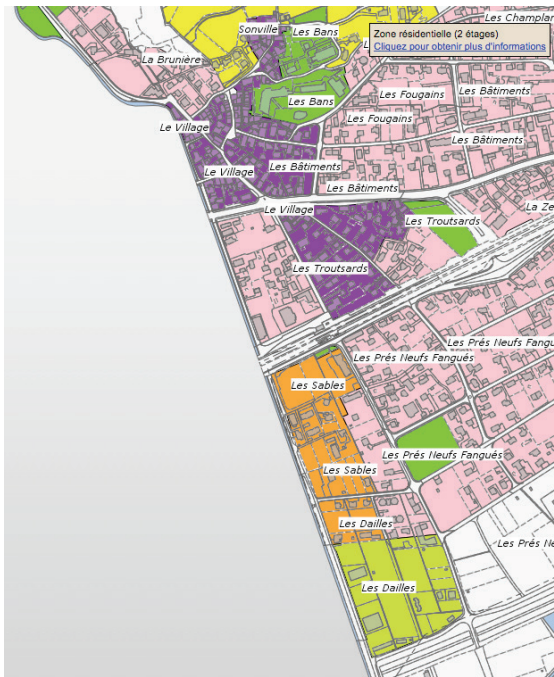 Les Champlan
Sonville
Les Bans
Zone résidentielle (2 étages)
Cliquez pour obtenir plus d'informations
La Brunière
Les Bans
Les Fougains
Les Bâtiments
Les Fougains
Le Village
Les Bâtiments
Le Village
Les Bâtiments
Les Bâtiments
Le Village
La Ze
Les Troutsards
Les Troutsards
Les Prés Neufs Fangu
Les Prés Neufs Fangués
Les Sables
Les Prés Neufs Fangués
Les Sables
Les Dailles
Les Prés Ne
Les Dailles